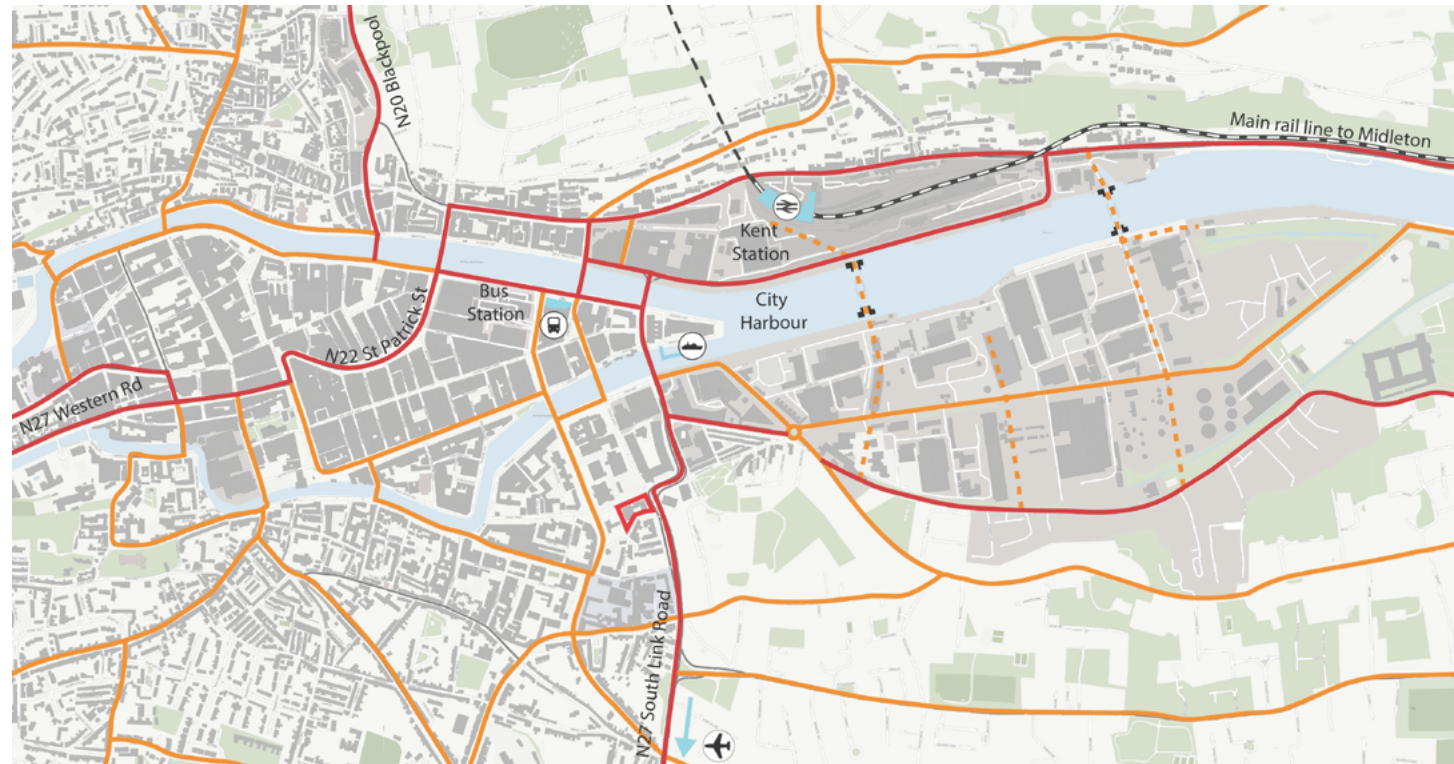 N20 Blackpool
Main rail line to Midleton
Kent
Station
City
Harbour
Bus
Station
N22 St Patrick St
N27 Western Rd
N27 South Link Road